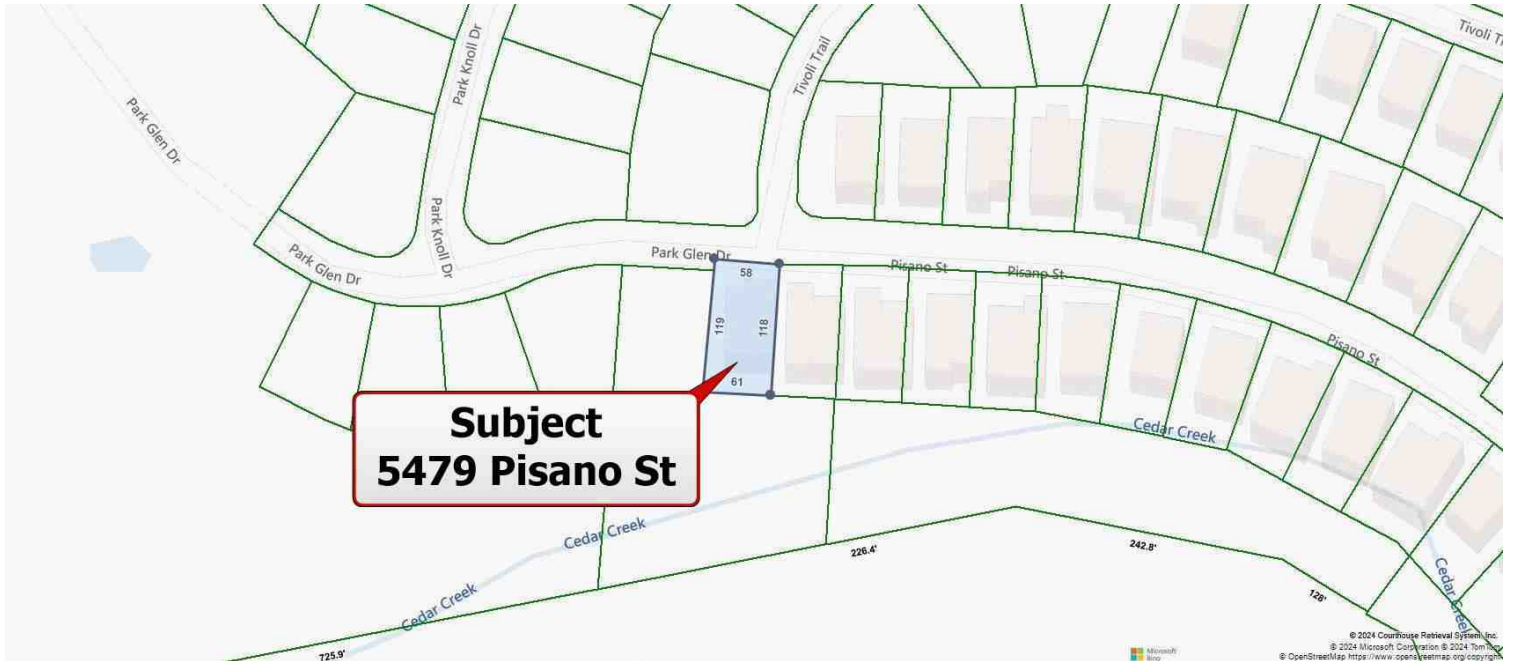 Tivoli T
Park Knoll Dr
Tivoli Trail
Park Glen Dr
Park Knoll Dr
Park Glen Dr
Park Glen Dr
Pisano St
Pisano St
58
119
118
61
Pisano St
Subject
5479 Pisano St
Cedar Creek
Cedar Creek
Cedar Creek
Cedar Creek
226.4'
242.8'
128'
725.9'
© 2024 Courthouse Retrieval System, Inc.
Microsoft
Bing
© 2024 Microsoft Corporation © 2024 TomTom
© OpenStreetMap https://www.openstreetmap.org/copyright